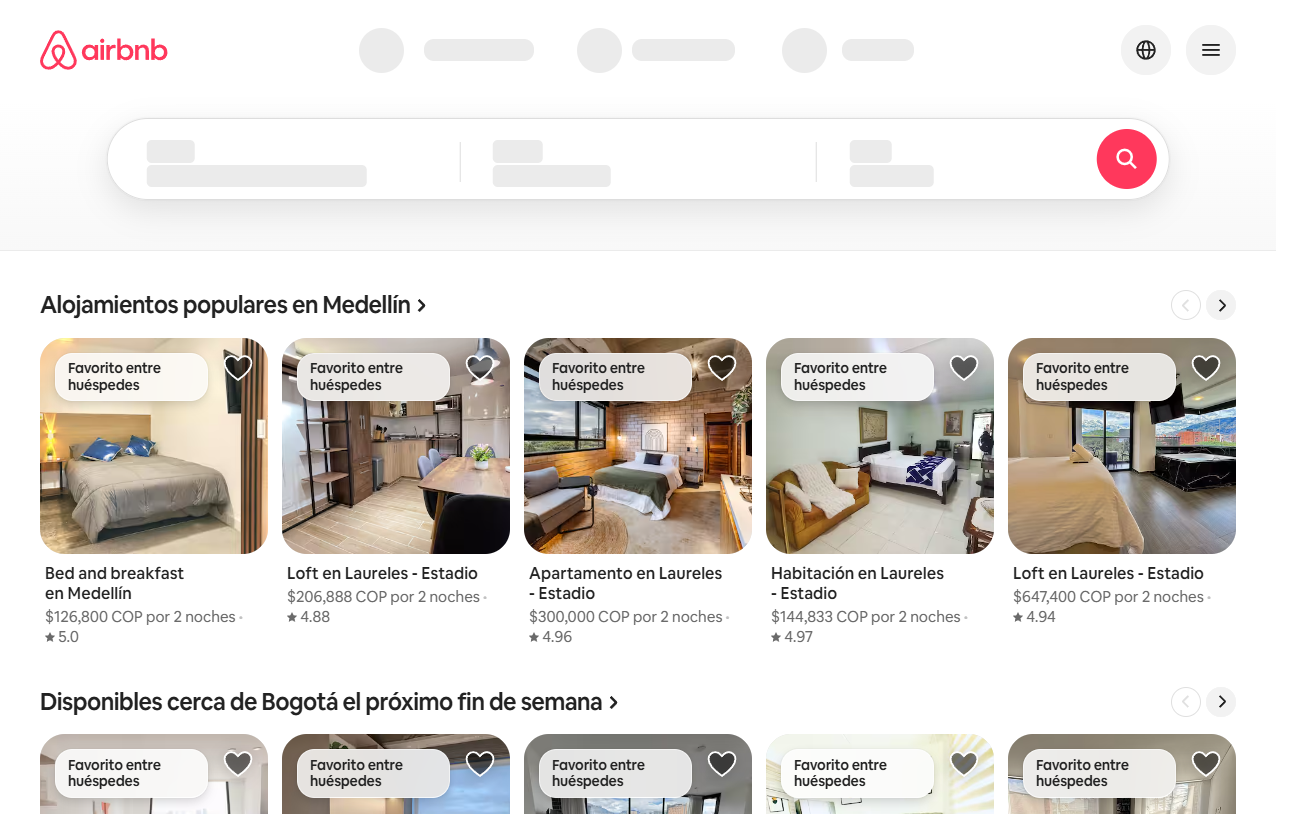 airbnb
Alojamientos populares en Medellín
Favorito entre
huéspedes
Favorito entre
huéspedes
Favorito entre
huéspedes
Favorito entre
huéspedes
Favorito entre
huéspedes
Bed and breakfast
en Medellín
$126,800 COP por 2 noches ·
★ 5.0
Loft en Laureles - Estadio
$206,888 COP por 2 noches ·
★ 4.88
Apartamento en Laureles
- Estadio
$300,000 COP por 2 noches ·
★ 4.96
Habitación en Laureles
- Estadio
$144,833 COP por 2 noches ·
★ 4.97
Loft en Laureles - Estadio
$647,400 COP por 2 noches ·
★ 4.94
Disponibles cerca de Bogotá el próximo fin de semana
Favorito entre
huéspedes
Favorito entre
huéspedes
Favorito entre
huéspedes
Favorito entre
huéspedes
Favorito entre
huéspedes